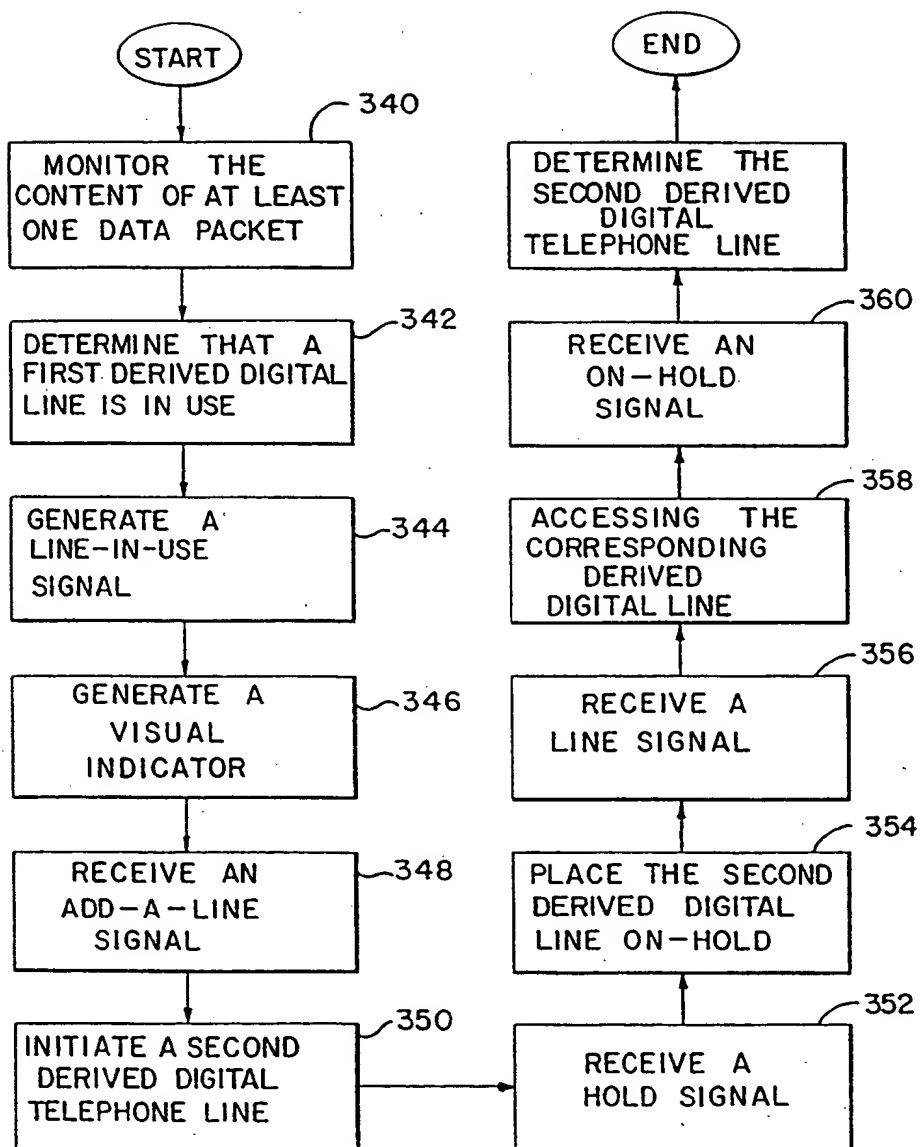 START
340
MONITOR THE
CONTENT OF AT LEAST
ONE DATA PACKET
342
DETERMINE THAT A
FIRST DERIVED DIGITAL
LINE IS IN USE
344
GENERATE A
LINE-IN-USE
SIGNAL
346
GENERATE A
VISUAL
INDICATOR
348
RECEIVE AN
ADD-A-LINE
SIGNAL
350
INITIATE A SECOND
DERIVED DIGITAL
TELEPHONE LINE
352
RECEIVE A
HOLD SIGNAL
354
PLACE THE SECOND
DERIVED DIGITAL
LINE ON-HOLD
356
RECEIVE A
LINE SIGNAL
358
ACCESSING THE
CORRESPONDING
DERIVED
DIGITAL LINE
360
RECEIVE AN
ON-HOLD
SIGNAL
DETERMINE THE
SECOND DERIVED
DIGITAL
TELEPHONE LINE
END